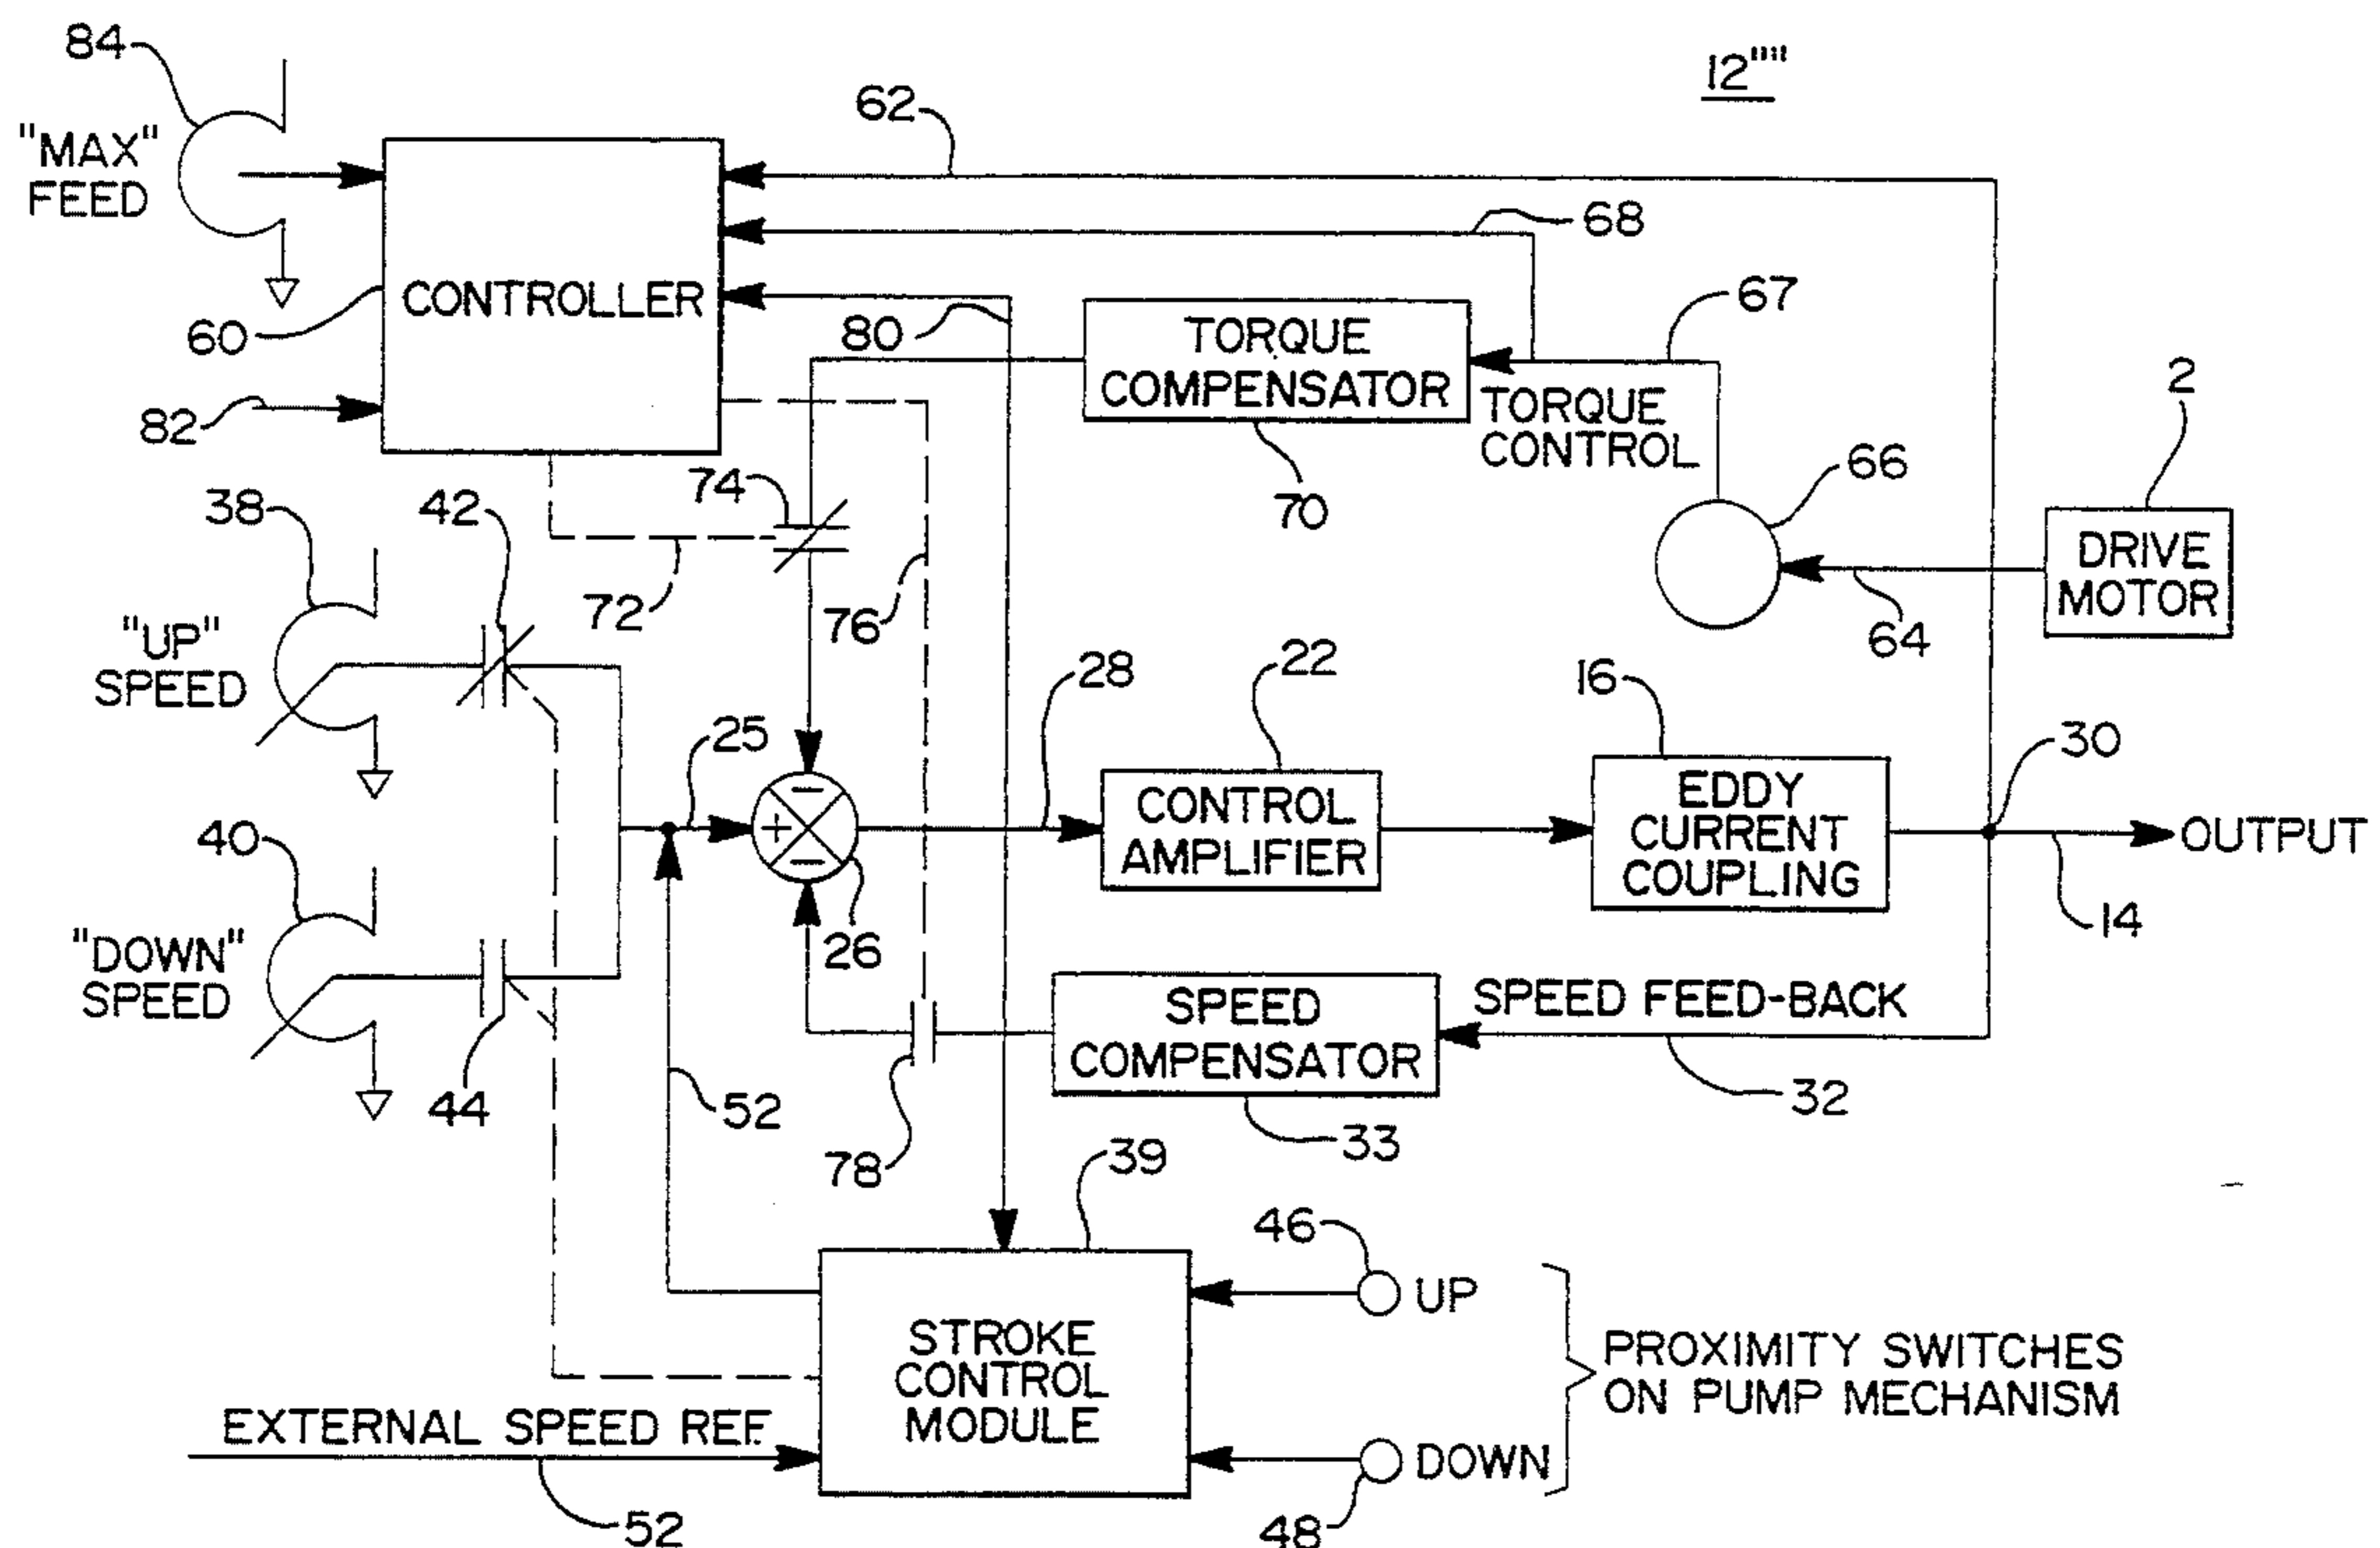 84
12""
62
"MAX"
FEED
68
CONTROLLER
67
60
80
TORQUE
COMPENSATOR
2
82
TORQUE
CONTROL
74
66
38
42
70
DRIVE
MOTOR
72
76
64
"UP"
SPEED
22
28
16
25
30
40
+
−
−
CONTROL
AMPLIFIER
EDDY
CURRENT
COUPLING
OUTPUT
14
26
"DOWN"
SPEED
SPEED
COMPENSATOR
SPEED FEED-BACK
44
52
32
33
78
39
46
UP
STROKE
CONTROL
MODULE
PROXIMITY SWITCHES
ON PUMP MECHANISM
EXTERNAL SPEED REF.
DOWN
52
48